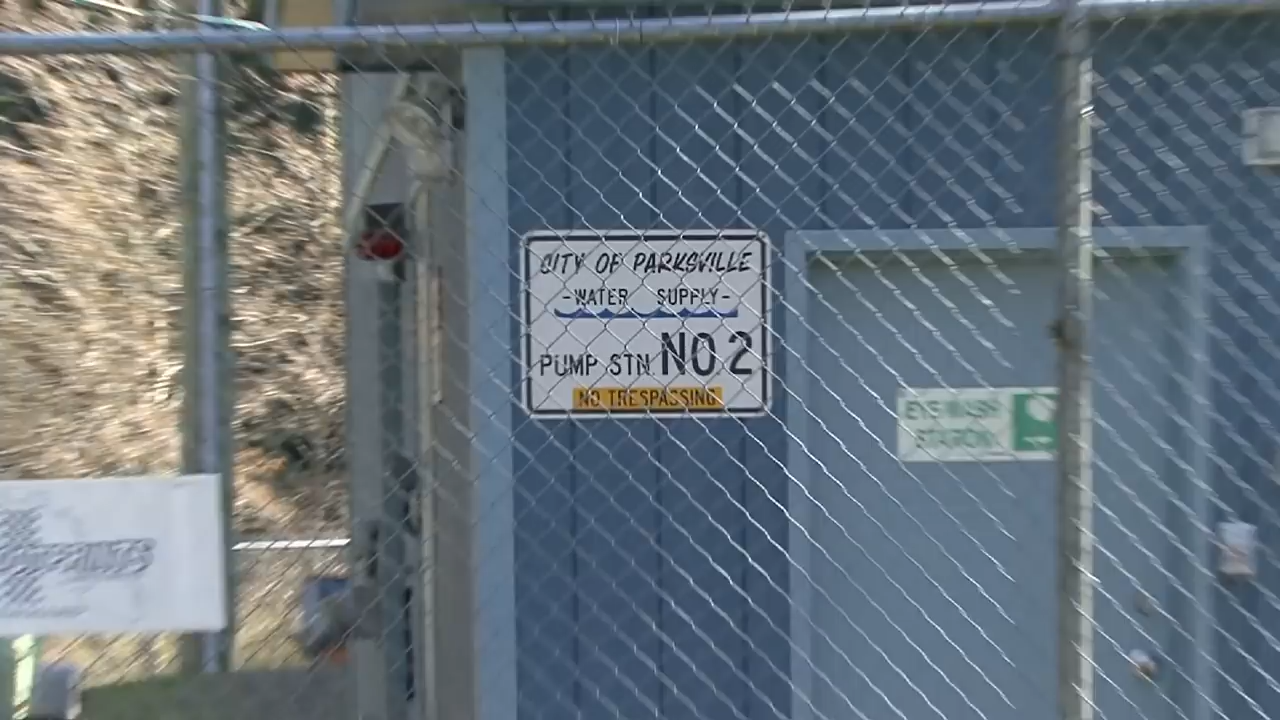 CITY OF PARKSVILLE
-WATER SUPPLY-
PUMP STN NO. 2
NO TRESPASSING
EYE WASH
STATION